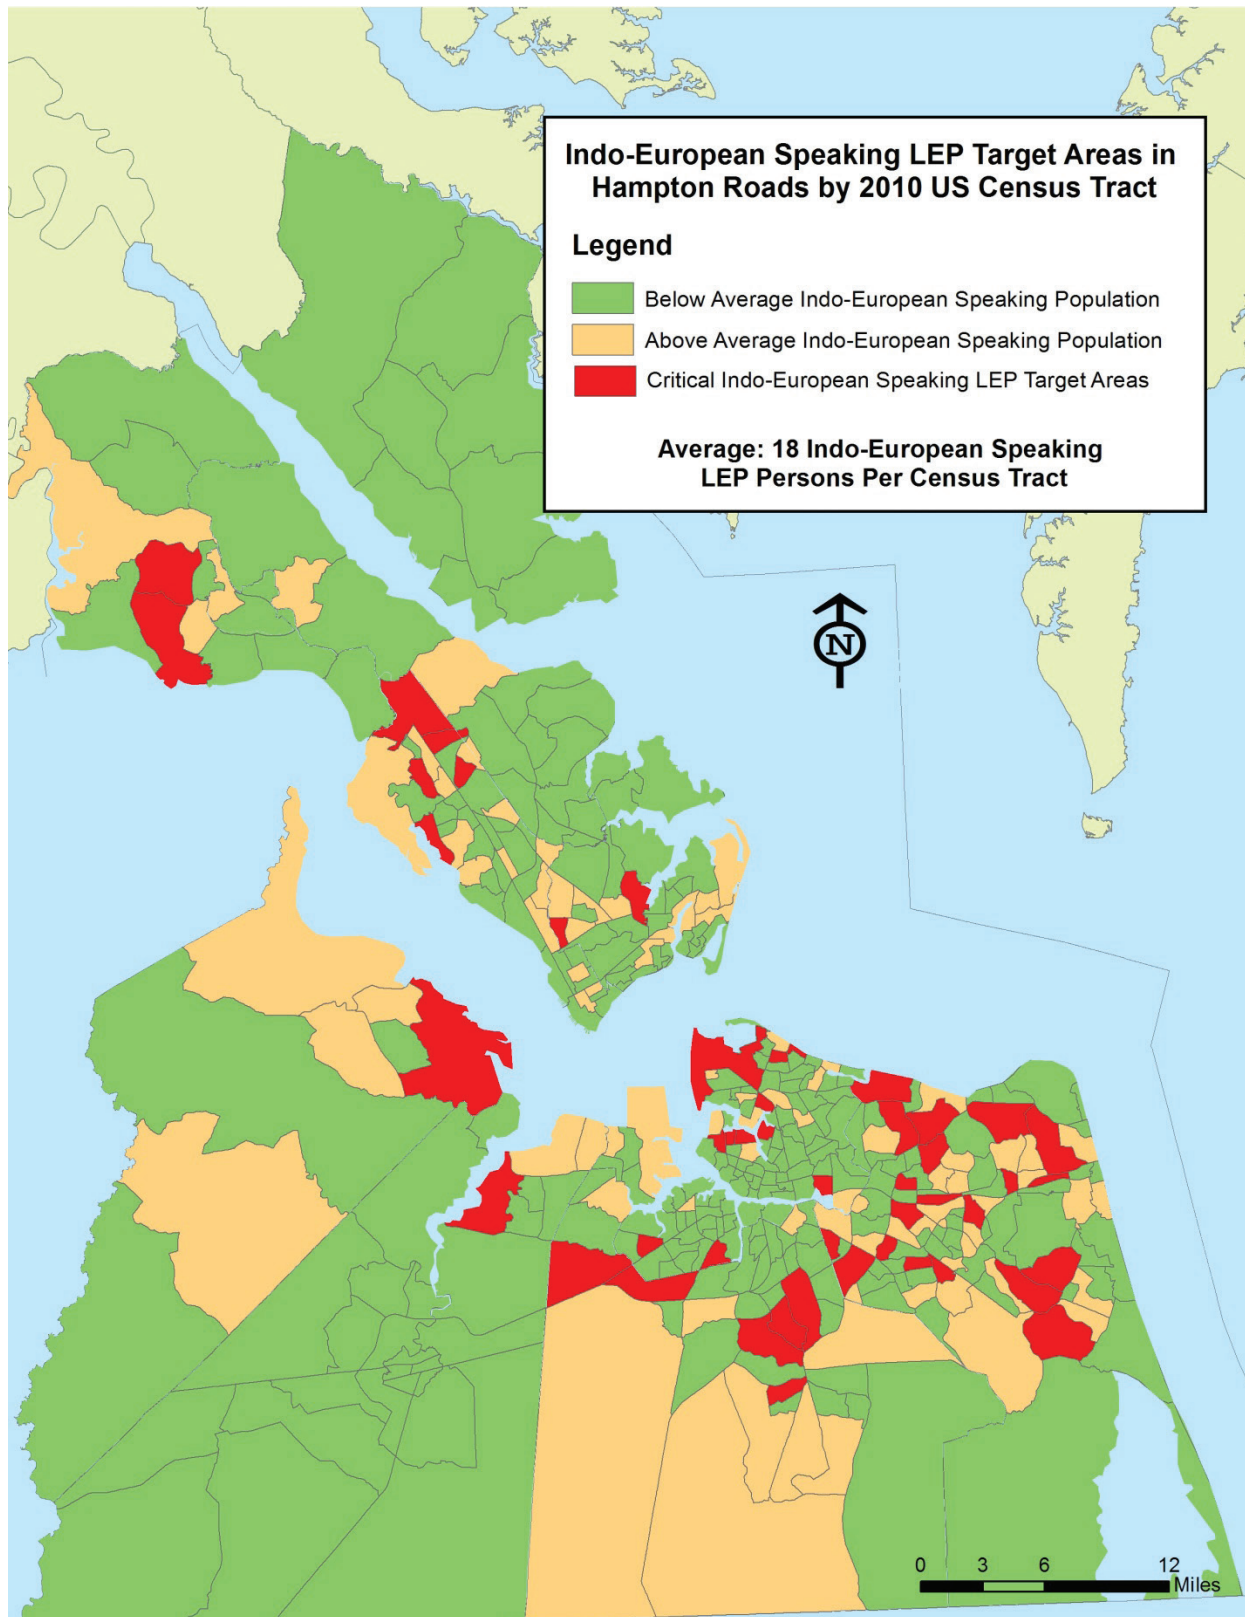 Indo-European Speaking LEP Target Areas in
Hampton Roads by 2010 US Census Tract
Legend
Below Average Indo-European Speaking Population
Above Average Indo-European Speaking Population
Critical Indo-European Speaking LEP Target Areas
Average: 18 Indo-European Speaking
LEP Persons Per Census Tract
N
0 3 6 12
Miles